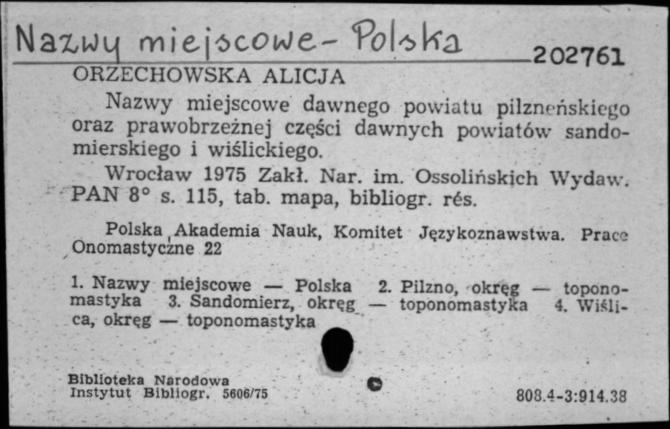 Nazwy miejscowe - Polska
202761
ORZECHOWSKA ALICJA
Nazwy miejscowe dawnego powiatu pilzneńskiego
oraz prawobrzeżnej części dawnych powiatów sando-
mierskiego i wiślickiego.
Wrocław 1975 Zakł. Nar. im. Ossolińskich Wydaw.
PAN 8° s. 115, tab. mapa, bibliogr. rés.
Polska Akademia Nauk, Komitet Językoznawstwa. Prace
Onomastyczne 22
1. Nazwy miejscowe — Polska 2. Pilzno, okręg — topono-
mastyka 3. Sandomierz, okręg — toponomastyka 4. Wiśli-
ca, okręg — toponomastyka
Biblioteka Narodowa
Instytut Bibliogr. 5606/75
808.4-3:914.38